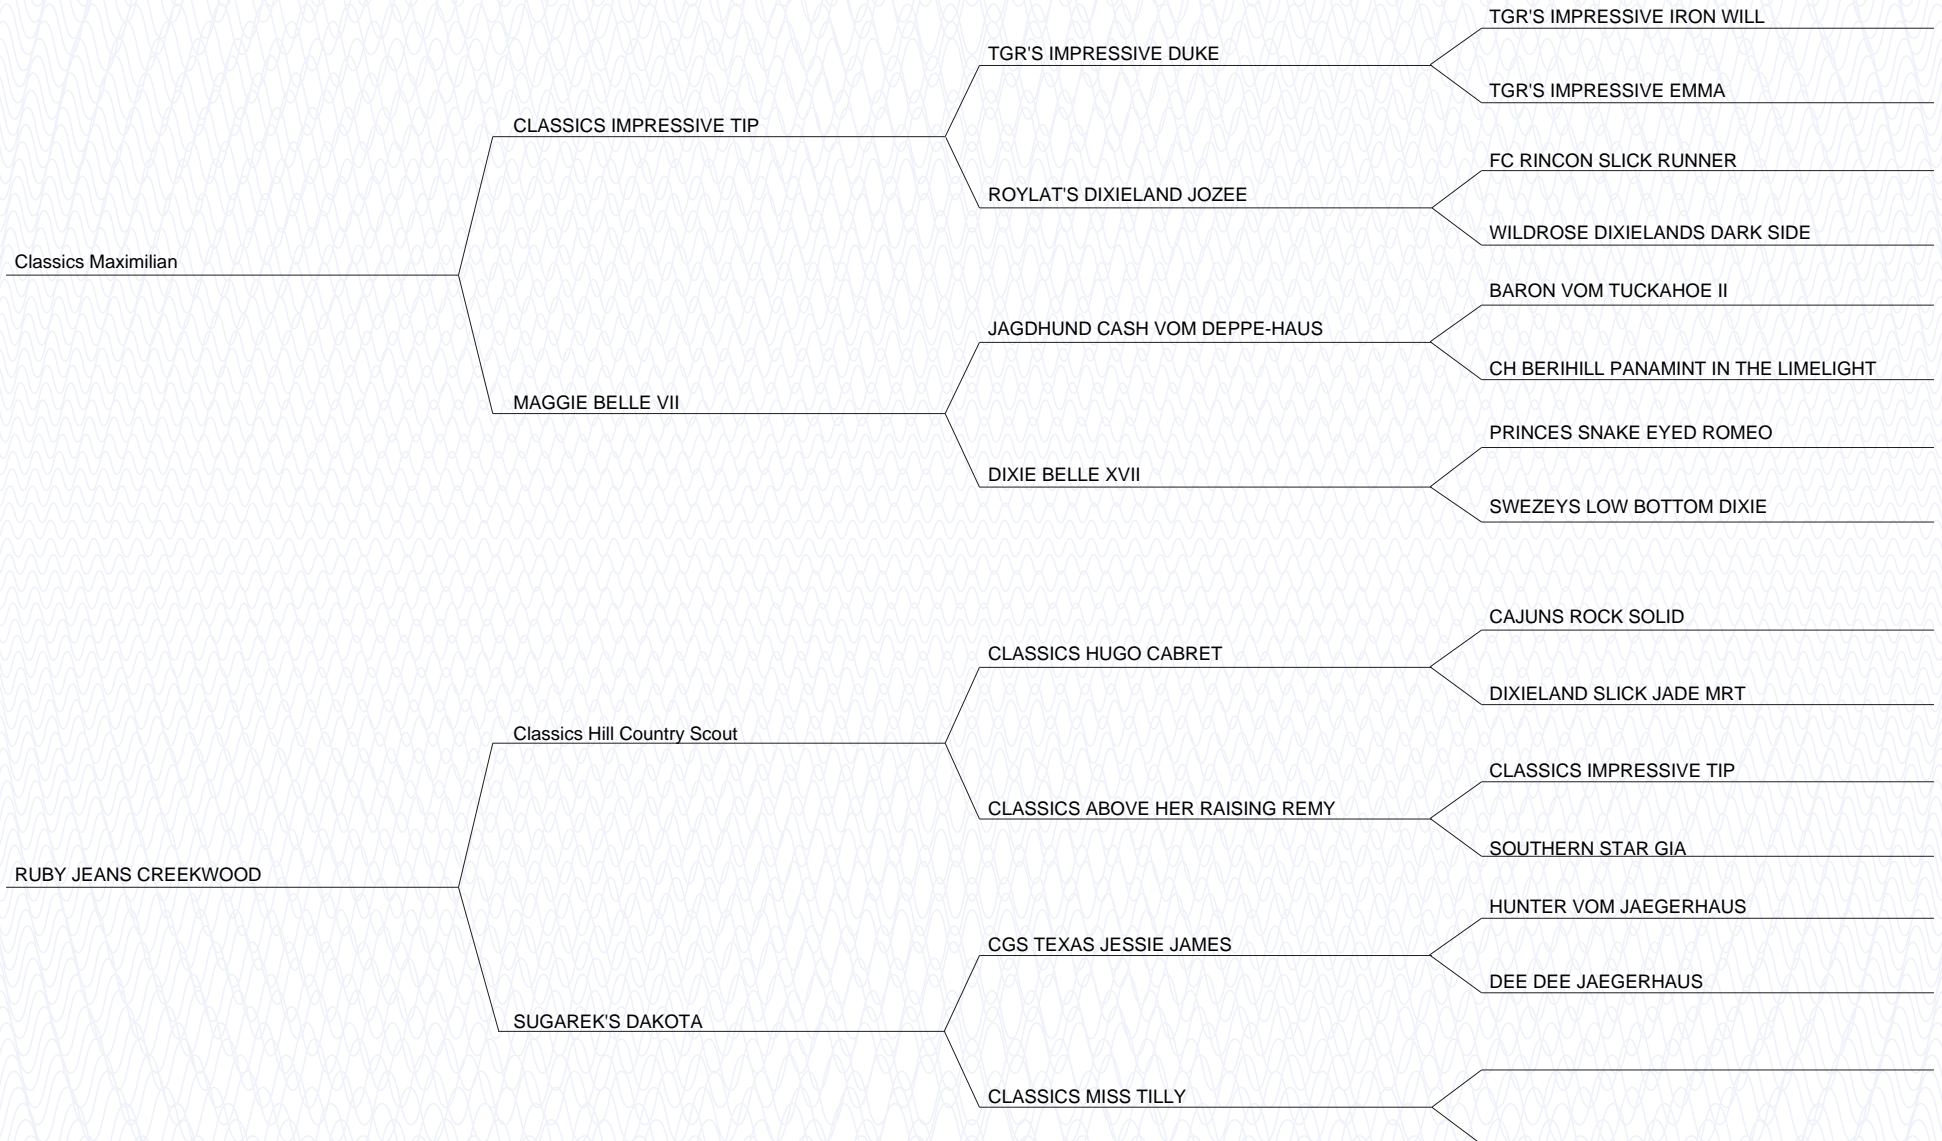 TGR'S IMPRESSIVE IRON WILL
TGR'S IMPRESSIVE DUKE
TGR'S IMPRESSIVE EMMA
CLASSICS IMPRESSIVE TIP
FC RINCON SLICK RUNNER
ROYLAT'S DIXIELAND JOZEE
WILDROSE DIXIELANDS DARK SIDE
Classics Maximilian
BARON VOM TUCKAHOE II
JAGDHUND CASH VOM DEPPE-HAUS
CH BERIHILL PANAMINT IN THE LIMELIGHT
MAGGIE BELLE VII
PRINCES SNAKE EYED ROMEO
DIXIE BELLE XVII
SWEZEYS LOW BOTTOM DIXIE
CAJUNS ROCK SOLID
CLASSICS HUGO CABRET
DIXIELAND SLICK JADE MRT
Classics Hill Country Scout
CLASSICS IMPRESSIVE TIP
CLASSICS ABOVE HER RAISING REMY
SOUTHERN STAR GIA
RUBY JEANS CREEKWOOD
HUNTER VOM JAEGERHAUS
CGS TEXAS JESSIE JAMES
DEE DEE JAEGERHAUS
SUGAREK'S DAKOTA
CLASSICS MISS TILLY